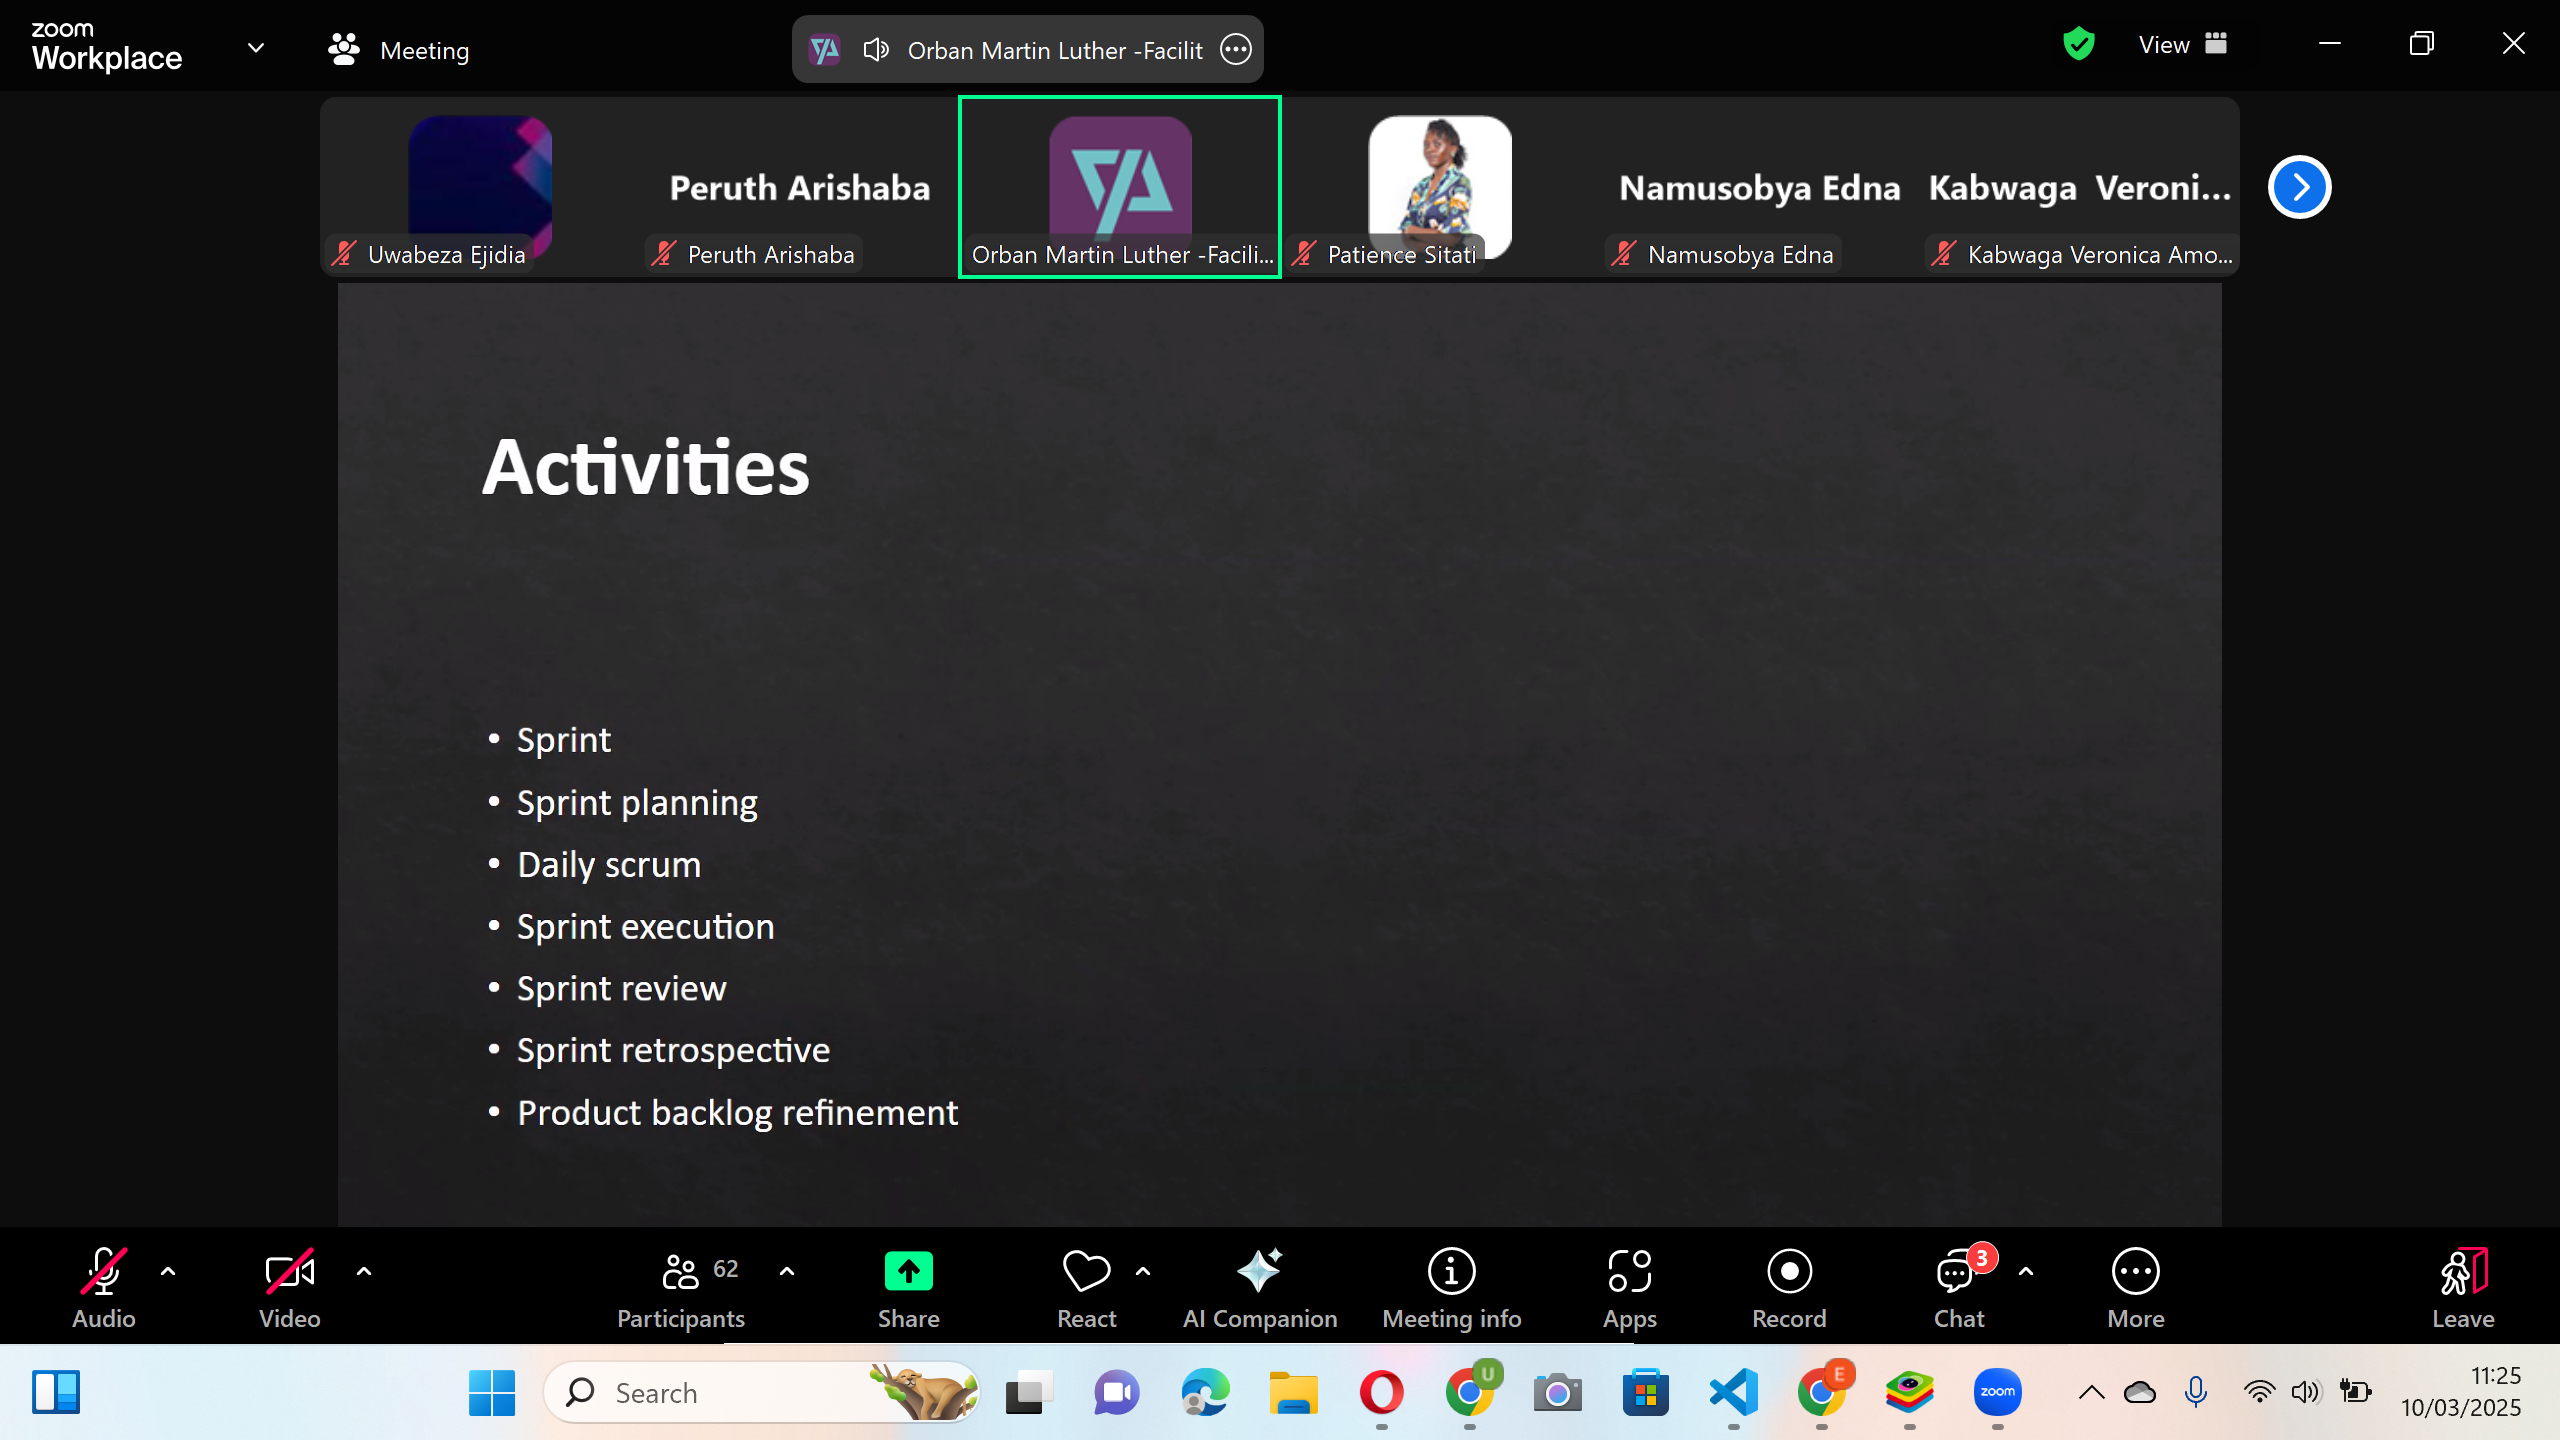 zoom
Workplace
Meeting
Orban Martin Luther -Facilit
View
Peruth Arishaba
Namusobya Edna
Kabwaga Veroni...
Uwabeza Ejidia
Peruth Arishaba
Orban Martin Luther -Facili...
Patience Sitati
Namusobya Edna
Kabwaga Veronica Amo...
Activities
• Sprint
• Sprint planning
• Daily scrum
• Sprint execution
• Sprint review
• Sprint retrospective
• Product backlog refinement
62
3
Audio
Video
Participants
Share
React
AI Companion
Meeting info
Apps
Record
Chat
More
Leave
Search
U
E
zoom
11:25
10/03/2025